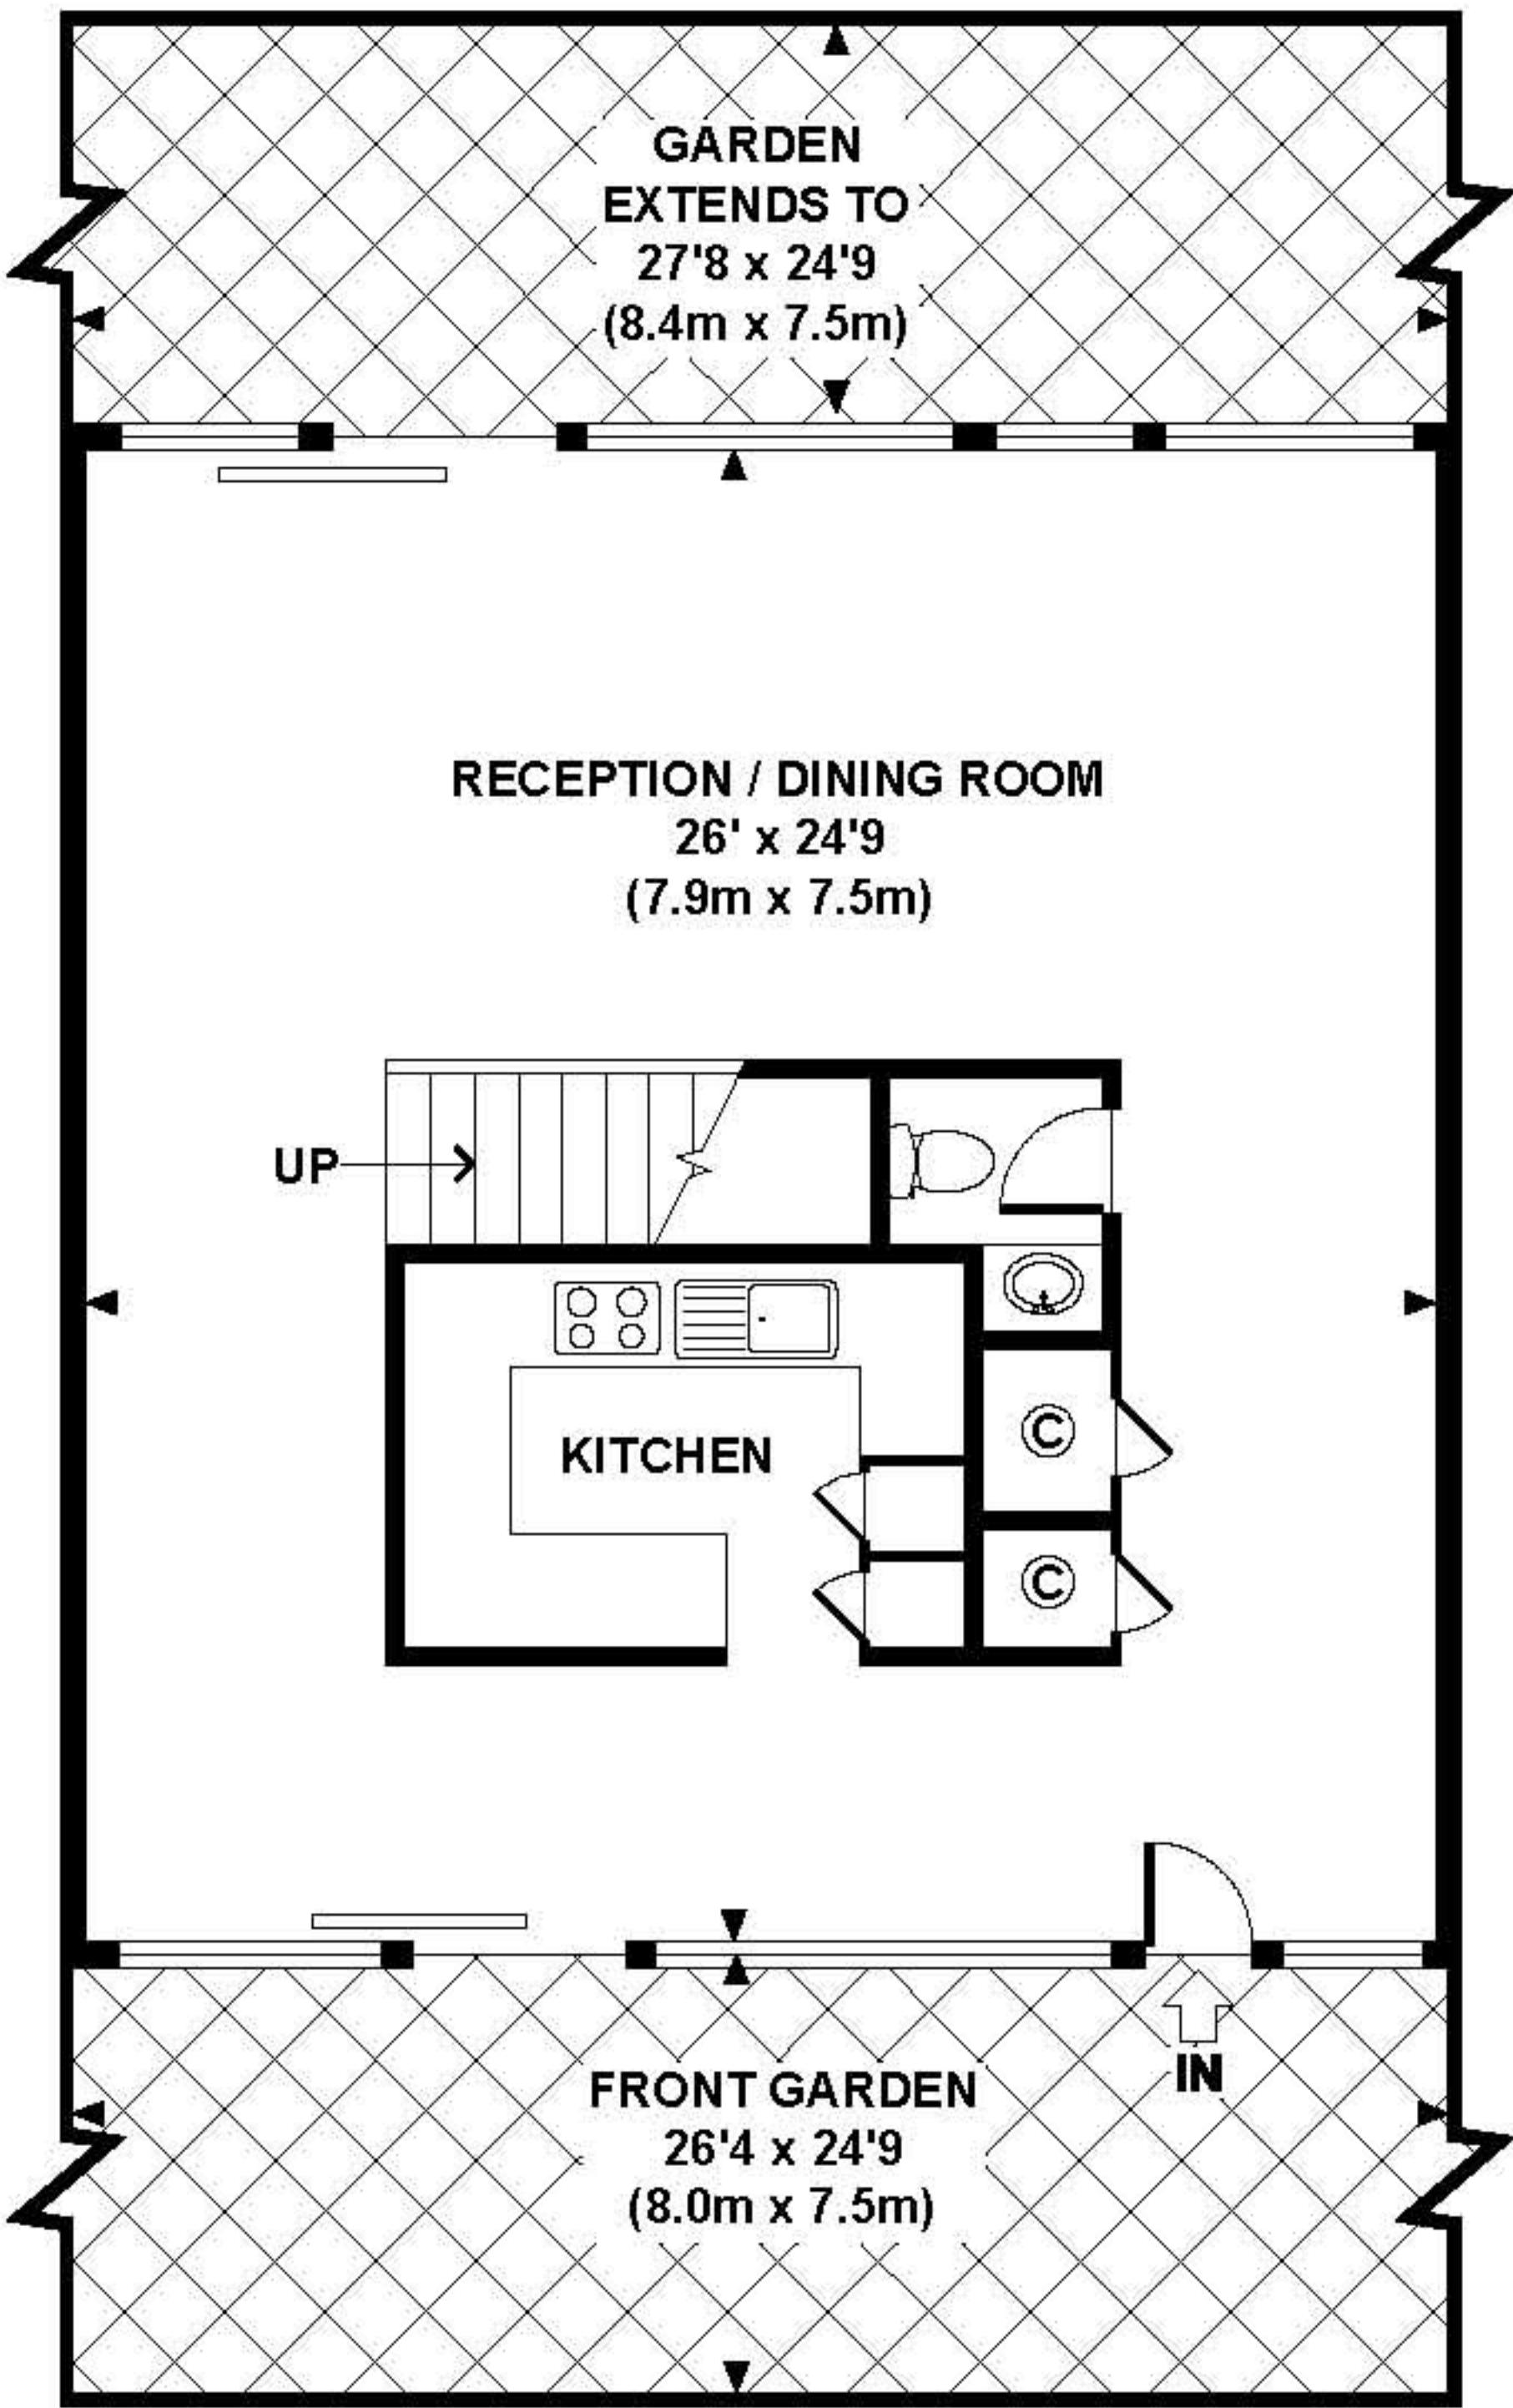 GARDEN
EXTENDS TO
27'8 x 24'9
(8.4m x 7.5m)
RECEPTION / DINING ROOM
26' x 24'9
(7.9m x 7.5m)
UP
KITCHEN
C
C
IN
FRONT GARDEN
26'4 x 24'9
(8.0m x 7.5m)